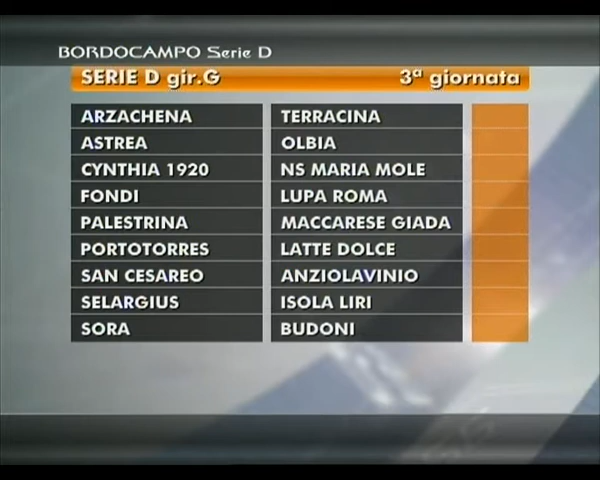 BORDOCAMPO Serie D
SERIE D gir.G 3ª giornata
ARZACHENA TERRACINA
ASTREA OLBIA
CYNTHIA 1920 NS MARIA MOLE
FONDI LUPA ROMA
PALESTRINA MACCARESE GIADA
PORTOTORRES LATTE DOLCE
SAN CESAREO ANZIOLAVINIO
SELARGIUS ISOLA LIRI
SORA BUDONI